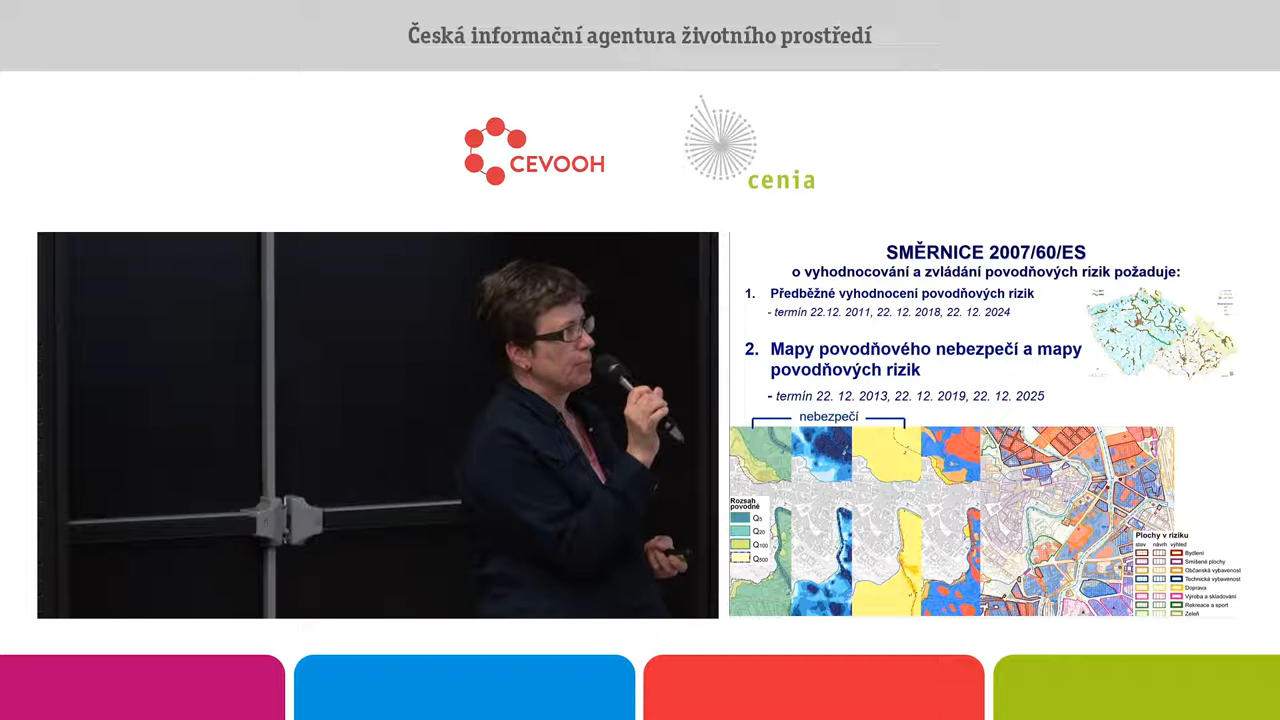 Česká informační agentura životního prostředí
CEVOOH
cenia
SMĚRNICE 2007/60/ES
o vyhodnocování a zvládání povodňových rizik požaduje:
1. Předběžné vyhodnocení povodňových rizik
- termín 22.12. 2011, 22. 12. 2018, 22. 12. 2024
2. Mapy povodňového nebezpečí a mapy
povodňových rizik
- termín 22. 12. 2013, 22. 12. 2019, 22. 12. 2025
nebezpečí
Rozsah
povodně
Q5
Q20
Q100
Q500
Plochy v riziku
stav návrh výhled
Bydlení
Smíšené plochy
Občanská vybavenost
Technická vybavenost
Doprava
Výroba a skladování
Rekreace a sport
Zeleň